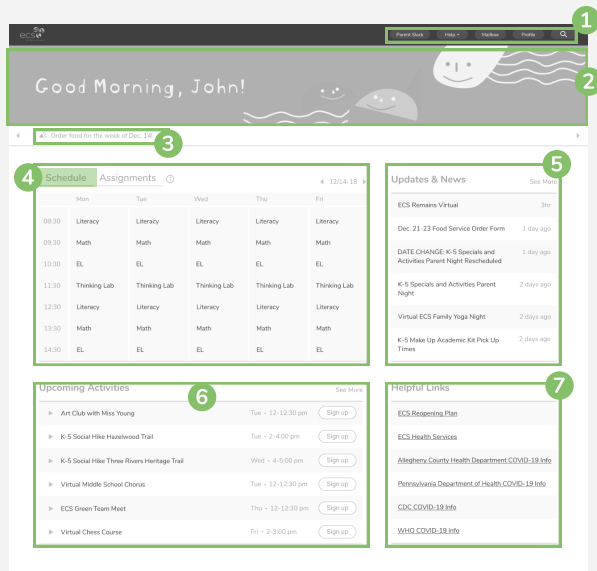 ecs
1
Parent Slack Help Mailbox Profile
2
Good Morning, John!
3
Order food for the week of Dec. 14!
4
Schedule Assignments ? 12/14-18
Mon Tue Wed Thu Fri
08:30 Literacy Literacy Literacy Literacy Literacy
09:30 Math Math Math Math Math
10:30 EL EL EL EL EL
11:30 Thinking Lab Thinking Lab Thinking Lab Thinking Lab Thinking Lab
12:30 Literacy Literacy Literacy Literacy Literacy
13:30 Math Math Math Math Math
14:30 EL EL EL EL EL
5
Updates & News See More
ECS Remains Virtual 3hr
Dec. 21-23 Food Service Order Form 1 day ago
DATE CHANGE: K-5 Specials and 1 day ago
Activities Parent Night Rescheduled
K-5 Specials and Activities Parent 2 days ago
Night
Virtual ECS Family Yoga Night 2 days ago
K-5 Make Up Academic Kit Pick Up 2 days ago
Times
6
Upcoming Activities See More
Art Club with Miss Young Tue • 12-12:30 pm Sign up
K-5 Social Hike Hazelwood Trail Tue • 2-4:00 pm Sign up
K-5 Social Hike Three Rivers Heritage Trail Wed • 4-5:00 pm Sign up
Virtual Middle School Tue • 12-12:30 pm Sign up
Chorus
ECS Green Team Meet Thu • 12-12:30 pm Sign up
Virtual Chess Course Fri • 2-3:00 pm Sign up
7
Helpful Links
ECS Reopening Plan
ECS Health Services
Allegheny County Health Department COVID-19 Info
Pennsylvania Department of Health COVID-19 Info
CDC COVID-19 Info
WHO COVID-19 Info